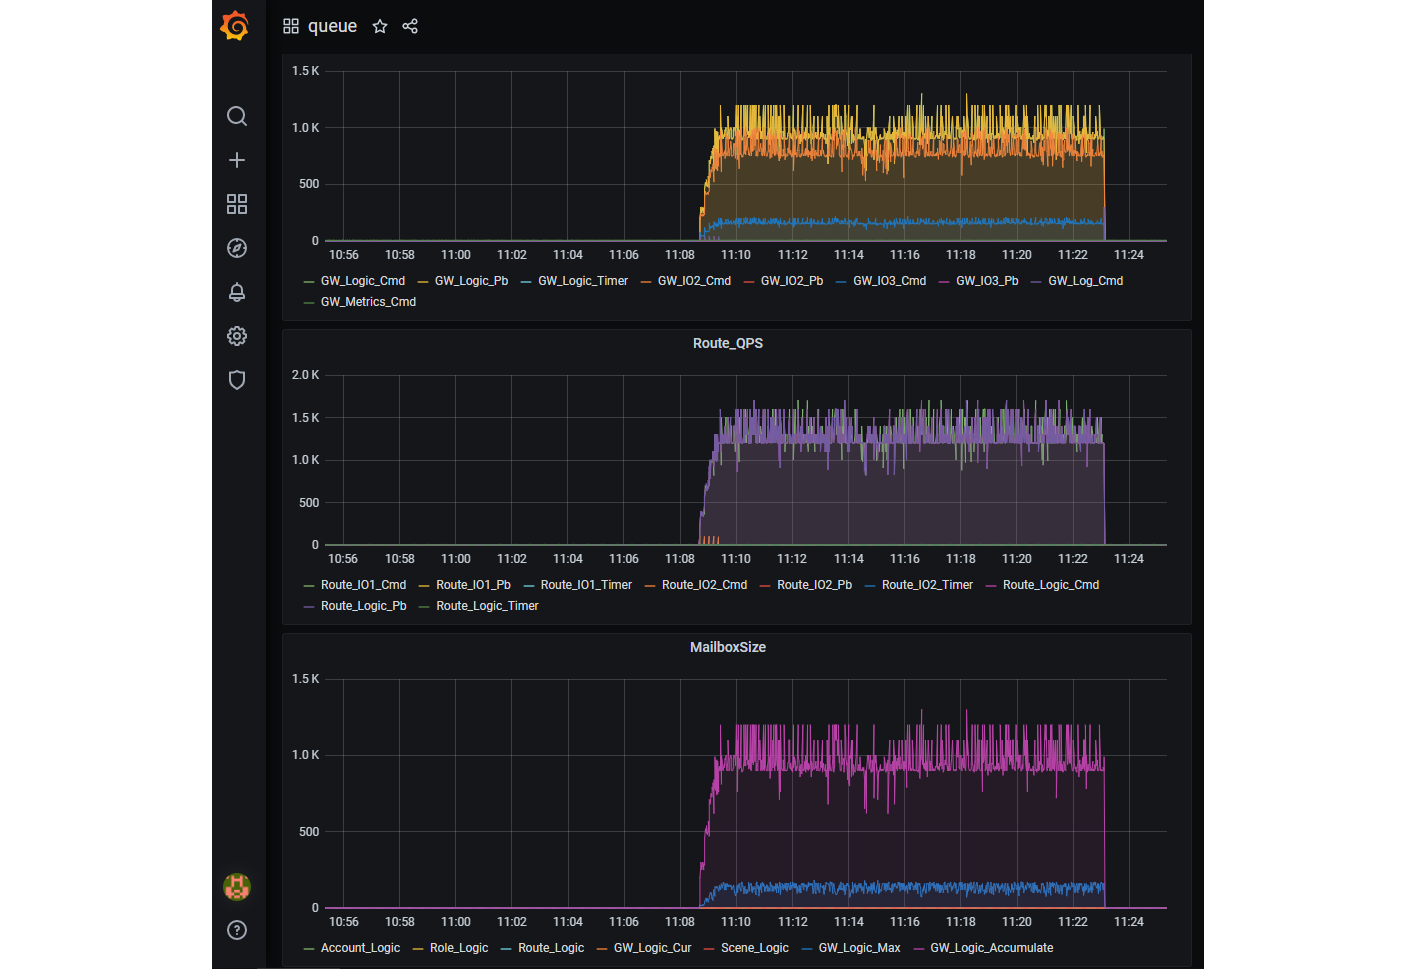 queue
1.5 K
1.0 K
500
0
10:56 10:58 11:00 11:02 11:04 11:06 11:08 11:10 11:12 11:14 11:16 11:18 11:20 11:22 11:24
GW_Logic_Cmd GW_Logic_Pb GW_Logic_Timer GW_IO2_Cmd GW_IO2_Pb GW_IO3_Cmd GW_IO3_Pb GW_Log_Cmd
GW_Metrics_Cmd
Route_QPS
2.0 K
1.5 K
1.0 K
500
0
10:56 10:58 11:00 11:02 11:04 11:06 11:08 11:10 11:12 11:14 11:16 11:18 11:20 11:22 11:24
Route_IO1_Cmd Route_IO1_Pb Route_IO1_Timer Route_IO2_Cmd Route_IO2_Pb Route_IO2_Timer Route_Logic_Cmd
Route_Logic_Pb Route_Logic_Timer
MailboxSize
1.5 K
1.0 K
500
0
10:56 10:58 11:00 11:02 11:04 11:06 11:08 11:10 11:12 11:14 11:16 11:18 11:20 11:22 11:24
Account_Logic Role_Logic Route_Logic GW_Logic_Cur Scene_Logic GW_Logic_Max GW_Logic_Accumulate